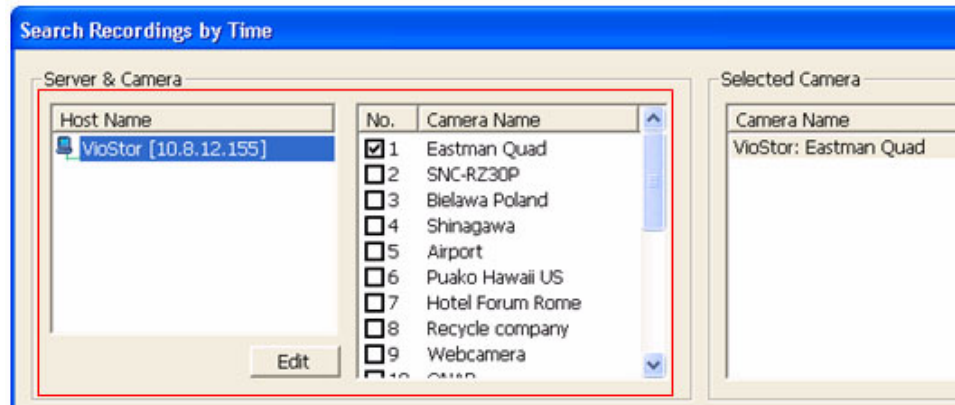 Search Recordings by Time
Server & Camera
Host Name
VioStor [10.8.12.155]
Edit
No. Camera Name
1 Eastman Quad
2 SNC-RZ30P
3 Bielawa Poland
4 Shinagawa
5 Airport
6 Puako Hawaii US
7 Hotel Forum Rome
8 Recycle company
9 Webcamera
Selected Camera
Camera Name
VioStor: Eastman Quad